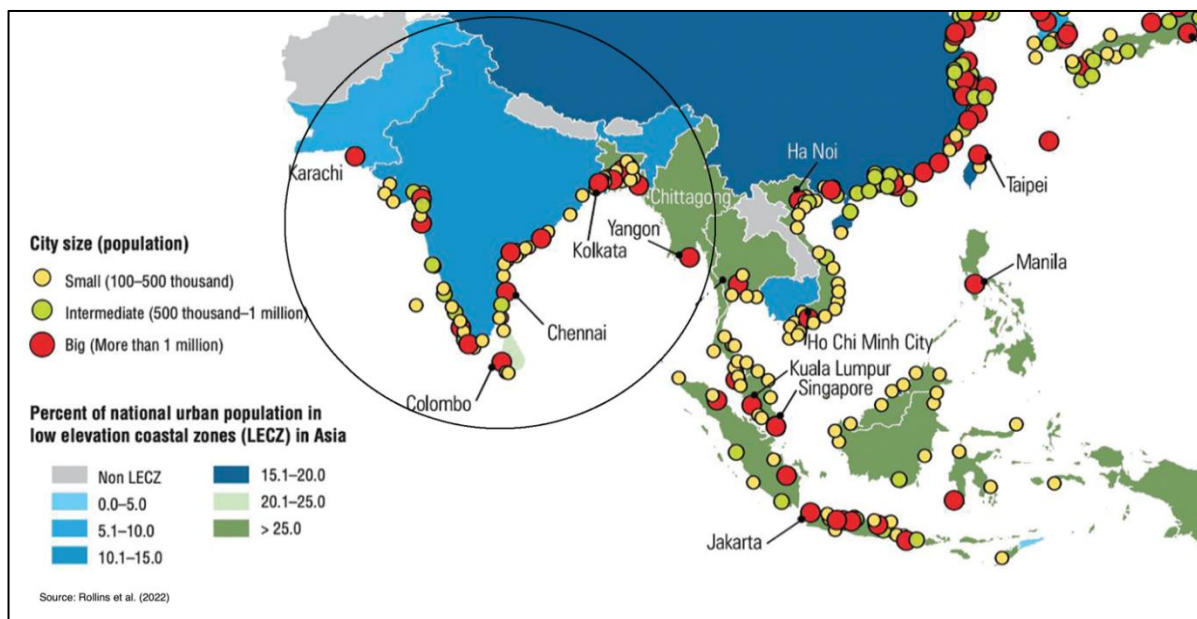 Karachi
Kolkata
Chittagong
Yangon
Chennai
Colombo
Ha Noi
Taipei
Manila
Ho Chi Minh City
Kuala Lumpur
Singapore
Jakarta
City size (population)
Small (100–500 thousand)
Intermediate (500 thousand–1 million)
Big (More than 1 million)
Percent of national urban population in
low elevation coastal zones (LECZ) in Asia
Non LECZ
0.0–5.0
5.1–10.0
10.1–15.0
15.1–20.0
20.1–25.0
> 25.0
Source: Rollins et al. (2022)